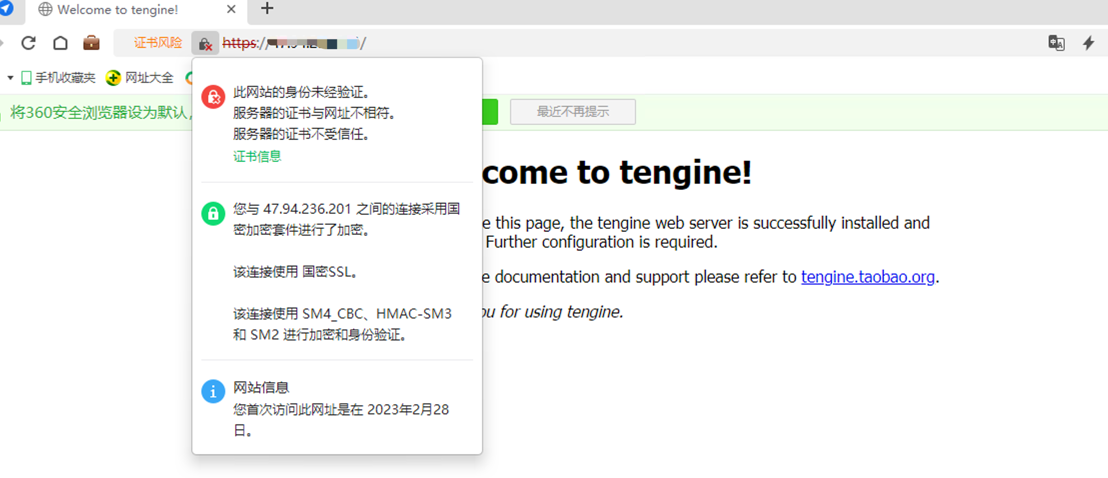 Welcome to tengine!
证书风险
https://
/
手机收藏夹
网址大全
将360安全浏览器设为默认，
最近不再提示
此网站的身份未经验证。
服务器的证书与网址不相符。
服务器的证书不受信任。
证书信息
您与 47.94.236.201 之间的连接采用国
密加密套件进行了加密。
该连接使用 国密SSL。
该连接使用 SM4_CBC、HMAC-SM3
和 SM2 进行加密和身份验证。
网站信息
您首次访问此网址是在 2023年2月28
日。
come to tengine!
e this page, the tengine web server is successfully installed and
Further configuration is required.
e documentation and support please refer to tengine.taobao.org.
ou for using tengine.